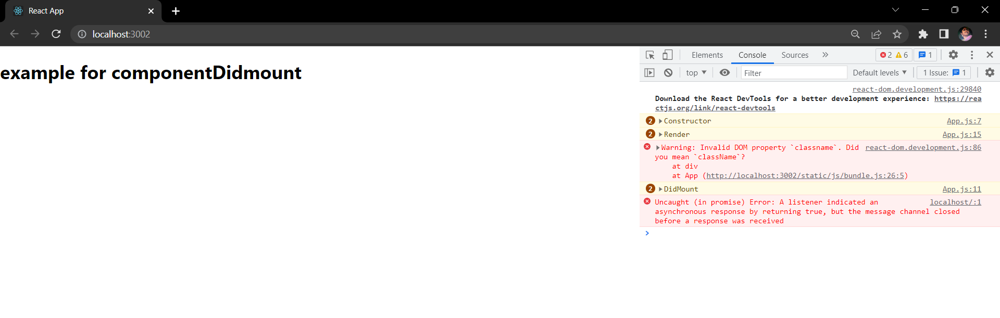 React App
localhost:3002
Elements Console Sources 2 6 1
top Filter Default levels 1 Issue: 1
example for componentDidmount
react-dom.development.js:29840
Download the React DevTools for a better development experience: https://rea
ctjs.org/link/react-devtools
2 Constructor App.js:7
2 Render App.js:15
Warning: Invalid DOM property `classname`. Did react-dom.development.js:86
you mean `className`?
at div
at App (http://localhost:3002/static/js/bundle.js:26:5)
2 DidMount App.js:11
Uncaught (in promise) Error: A listener indicated an localhost/:1
asynchronous response by returning true, but the message channel closed
before a response was received